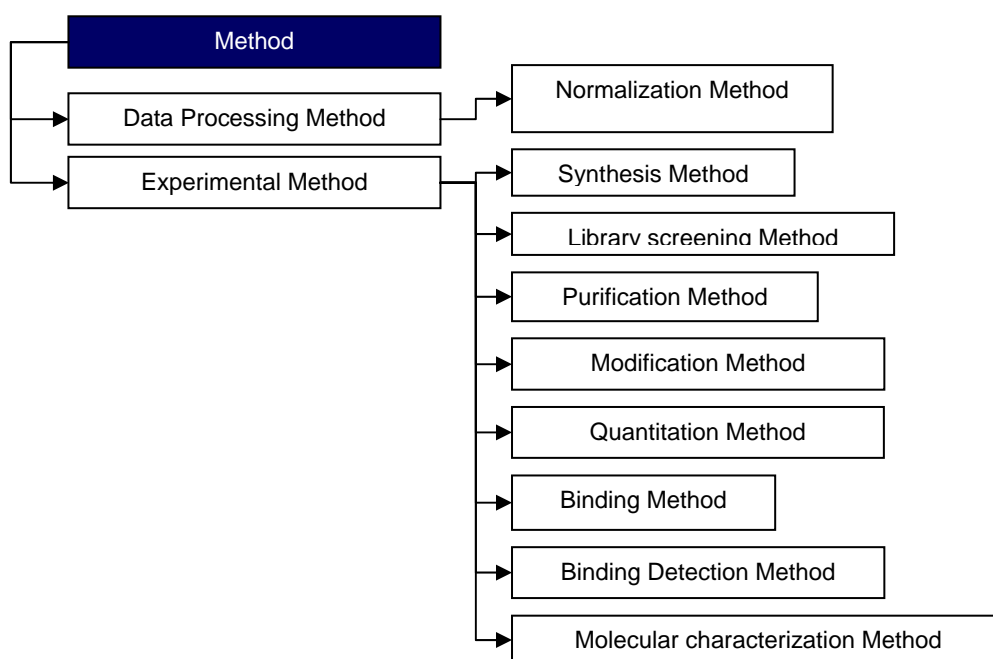 Method
Data Processing Method
Normalization Method
Experimental Method
Synthesis Method
Library screening Method
Purification Method
Modification Method
Quantitation Method
Binding Method
Binding Detection Method
Molecular characterization Method